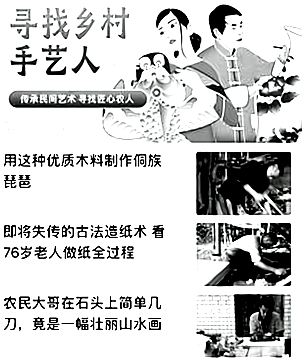 寻找乡村
手艺人
传承民间艺术 寻找匠心农人
用这种优质木料制作侗族
琵琶
即将失传的古法造纸术 看
76岁老人做纸全过程
农民大哥在石头上简单几
刀，竟是一幅壮丽山水画